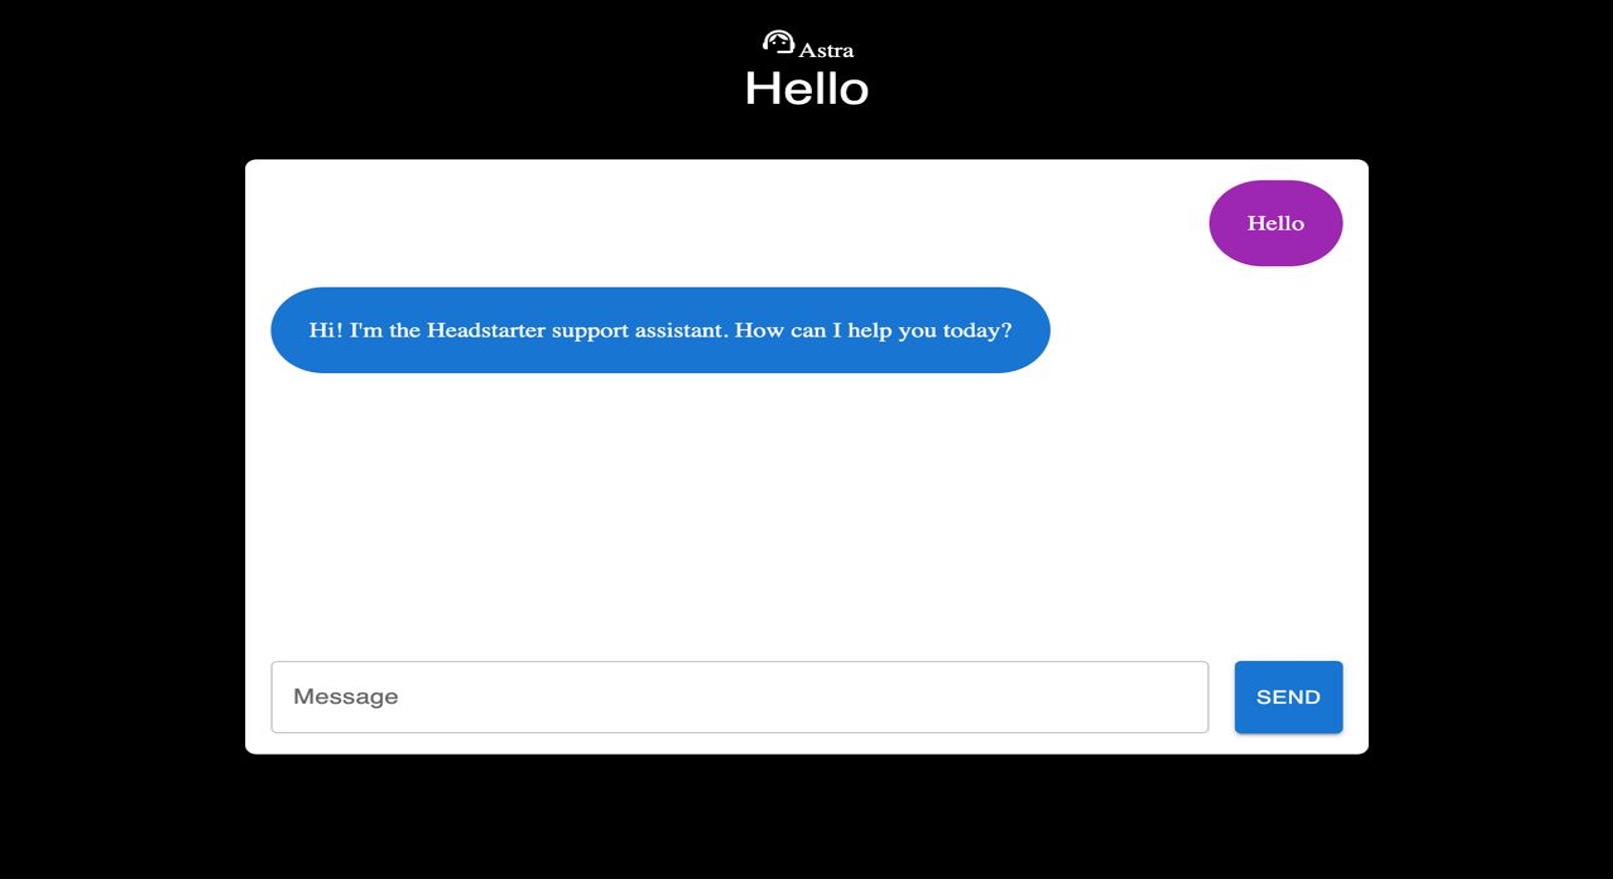 Astra
Hello
Hello
Hi! I'm the Headstarter support assistant. How can I help you today?
Message
SEND